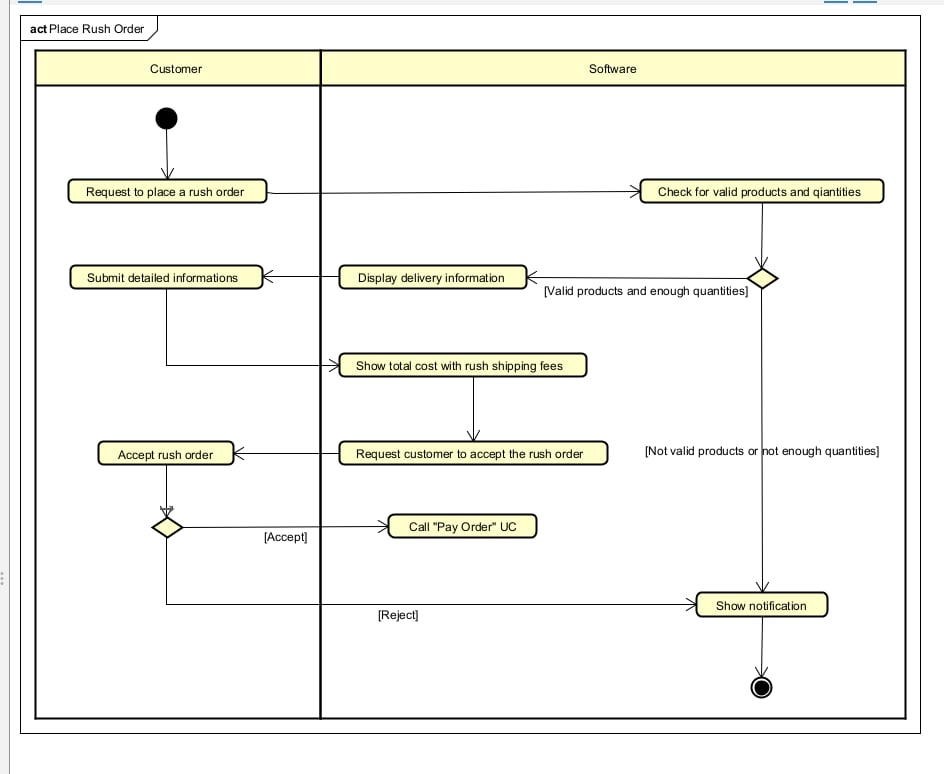 act Place Rush Order
Customer
Software
Request to place a rush order
Check for valid products and qiantities
Submit detailed informations
Display delivery information
[Valid products and enough quantities]
Show total cost with rush shipping fees
Accept rush order
Request customer to accept the rush order
[Not valid products or not enough quantities]
Call "Pay Order" UC
[Accept]
Show notification
[Reject]